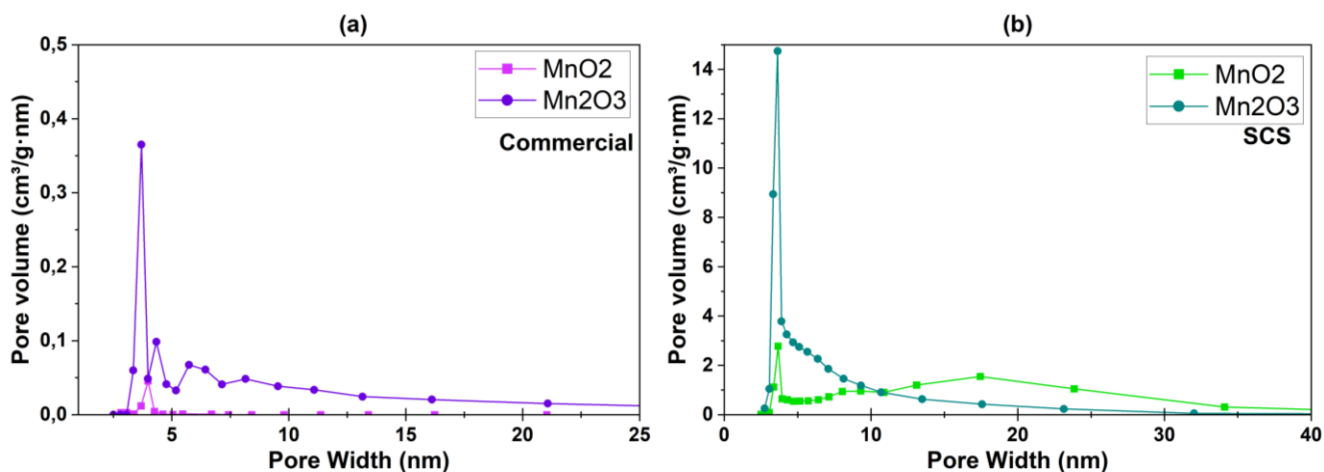 (a)
Pore volume (cm³/g·nm)
0,5
0,4
0,3
0,2
0,1
0,0
5
10
15
20
25
Pore Width (nm)
MnO2
Mn2O3
Commercial
(b)
Pore volume (cm³/g·nm)
14
12
10
8
6
4
2
0
0
10
20
30
40
Pore Width (nm)
MnO2
Mn2O3
SCS